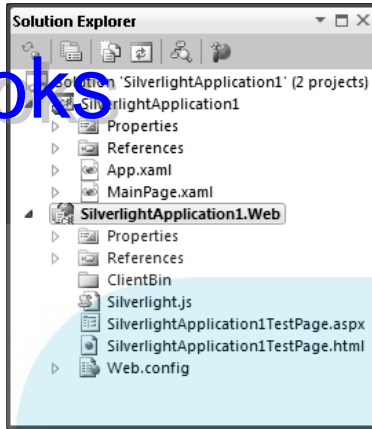 Solution Explorer
oks
Solution 'SilverlightApplication1' (2 projects)
SilverlightApplication1
Properties
References
App.xaml
MainPage.xaml
SilverlightApplication1.Web
Properties
References
ClientBin
Silverlight.js
SilverlightApplication1TestPage.aspx
SilverlightApplication1TestPage.html
Web.config